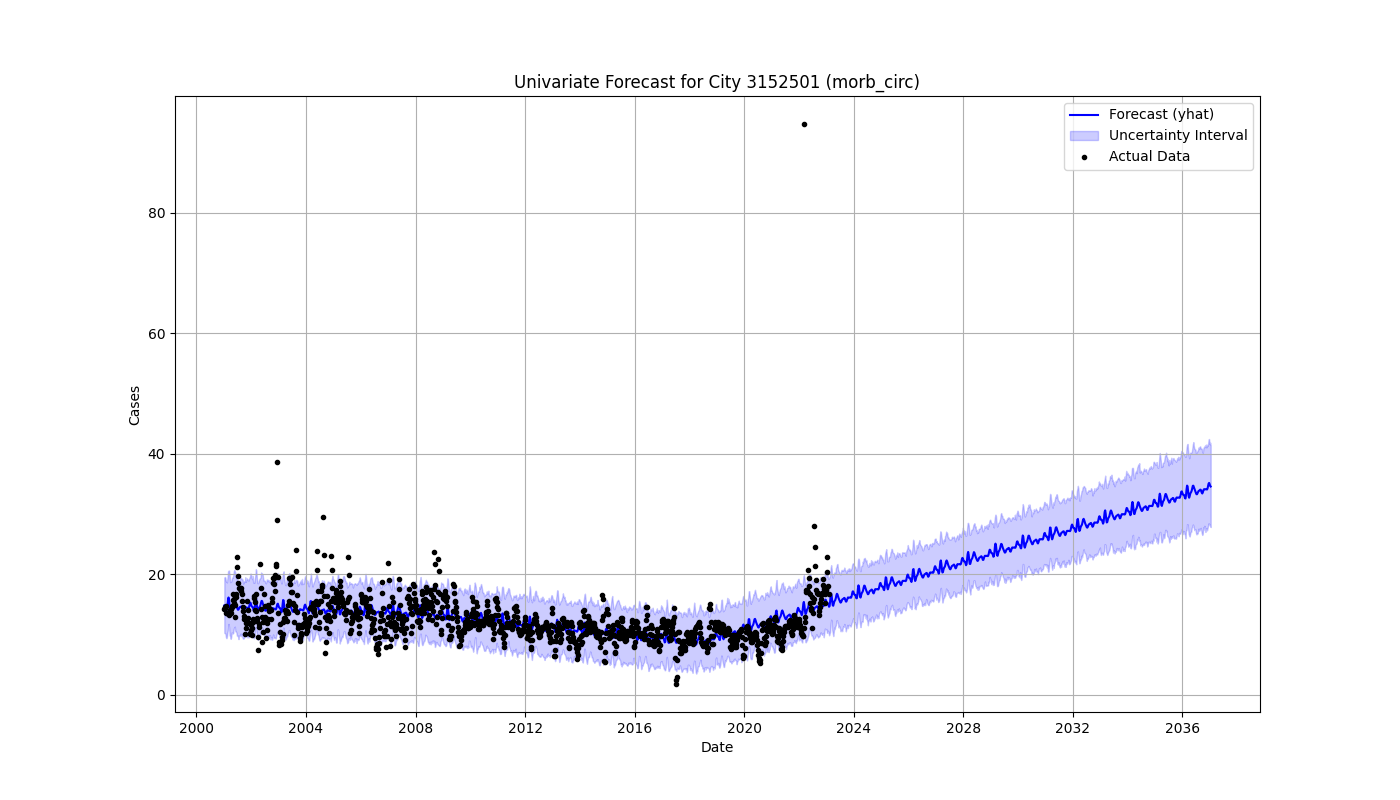 Univariate Forecast for City 3152501 (morb_circ)
Forecast (yhat)
Uncertainty Interval
Actual Data
Cases
80
60
40
20
0
2000 2004 2008 2012 2016 2020 2024 2028 2032 2036
Date